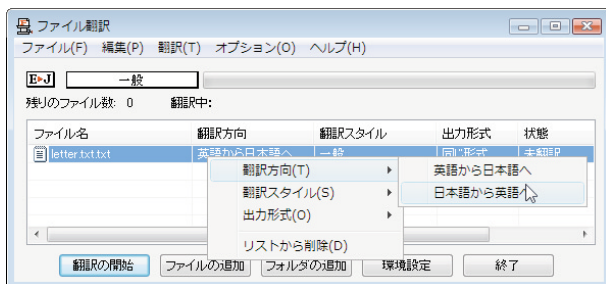 ファイル翻訳
ファイル(F) 編集(P) 翻訳(T) オプション(O) ヘルプ(H)
E▸J 一般
残りのファイル数: 0 翻訳中:
ファイル名 翻訳方向 翻訳スタイル 出力形式 状態
letter.txt.txt 英語から日本語へ 一般 同じ形式 未翻訳
翻訳方向(T) 英語から日本語へ
翻訳スタイル(S) 日本語から英語へ
出力形式(O)
リストから削除(D)
翻訳の開始 ファイルの追加 フォルダの追加 環境設定 終了